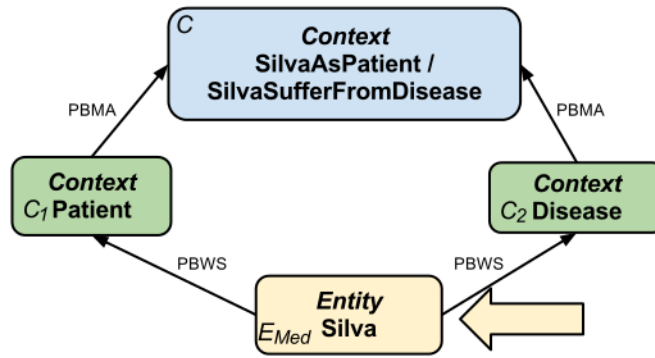 C
Context
SilvaAsPatient /
SilvaSufferFromDisease
PBMA
PBMA
Context
C1 Patient
Context
C2 Disease
PBWS
PBWS
Entity
EMed Silva